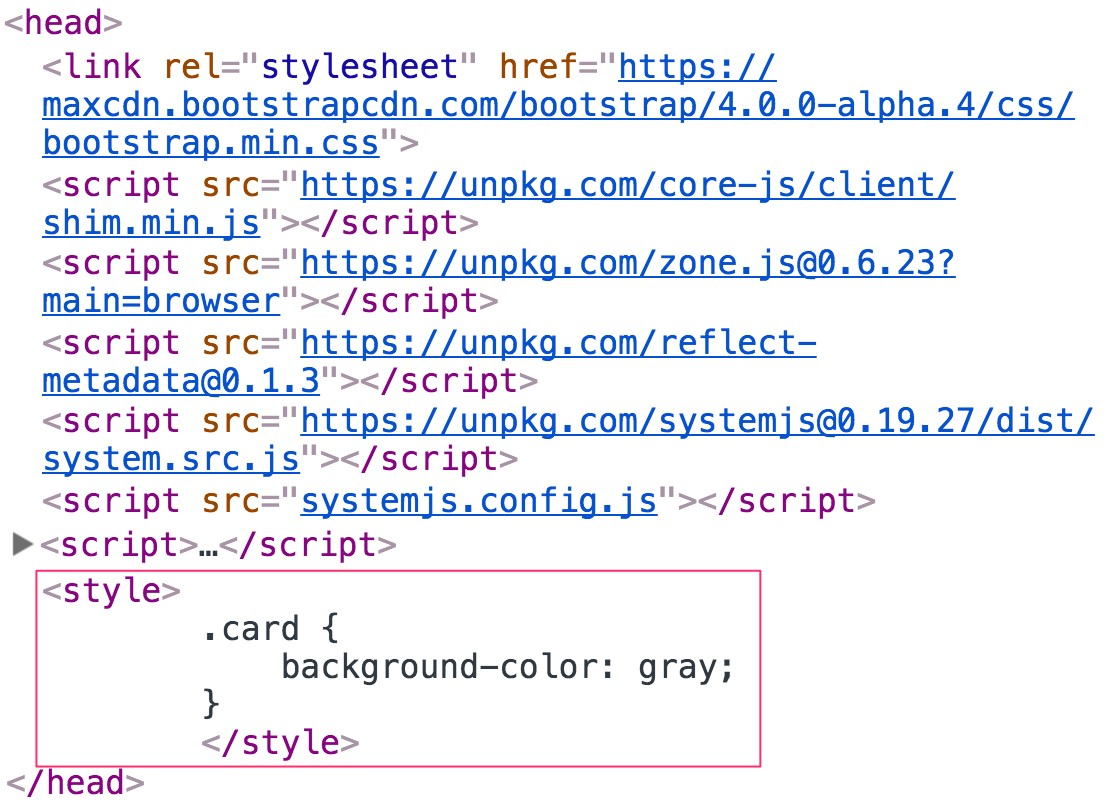 <head>
<link rel="stylesheet" href="https://
maxcdn.bootstrapcdn.com/bootstrap/4.0.0-alpha.4/css/
bootstrap.min.css">
<script src="https://unpkg.com/core-js/client/
shim.min.js"></script>
<script src="https://unpkg.com/zone.js@0.6.23?
main=browser"></script>
<script src="https://unpkg.com/reflect-
metadata@0.1.3"></script>
<script src="https://unpkg.com/systemjs@0.19.27/dist/
system.src.js"></script>
<script src="systemjs.config.js"></script>
▶<script>…</script>
<style>
.card {
background-color: gray;
}
</style>
</head>